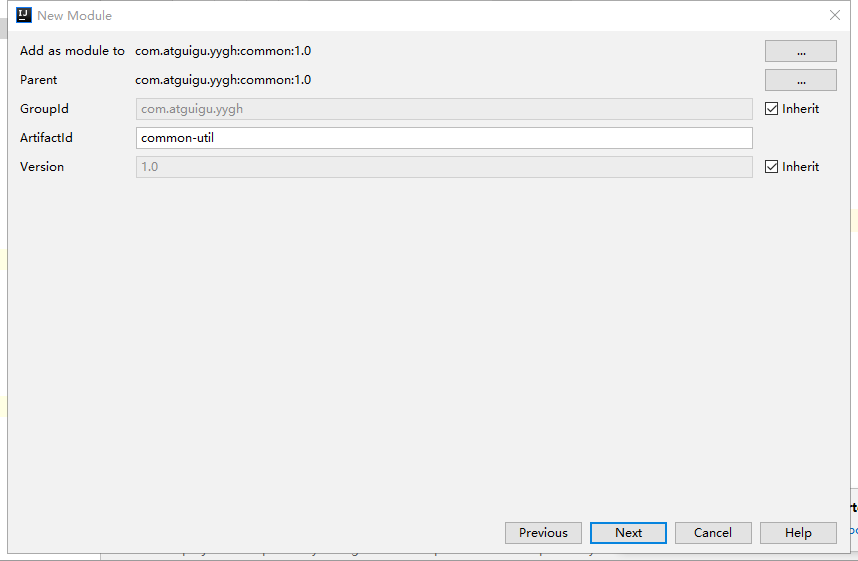 New Module
Add as module to com.atguigu.yygh:common:1.0 ...
Parent com.atguigu.yygh:common:1.0 ...
GroupId com.atguigu.yygh Inherit
ArtifactId common-util
Version 1.0 Inherit
Previous Next Cancel Help